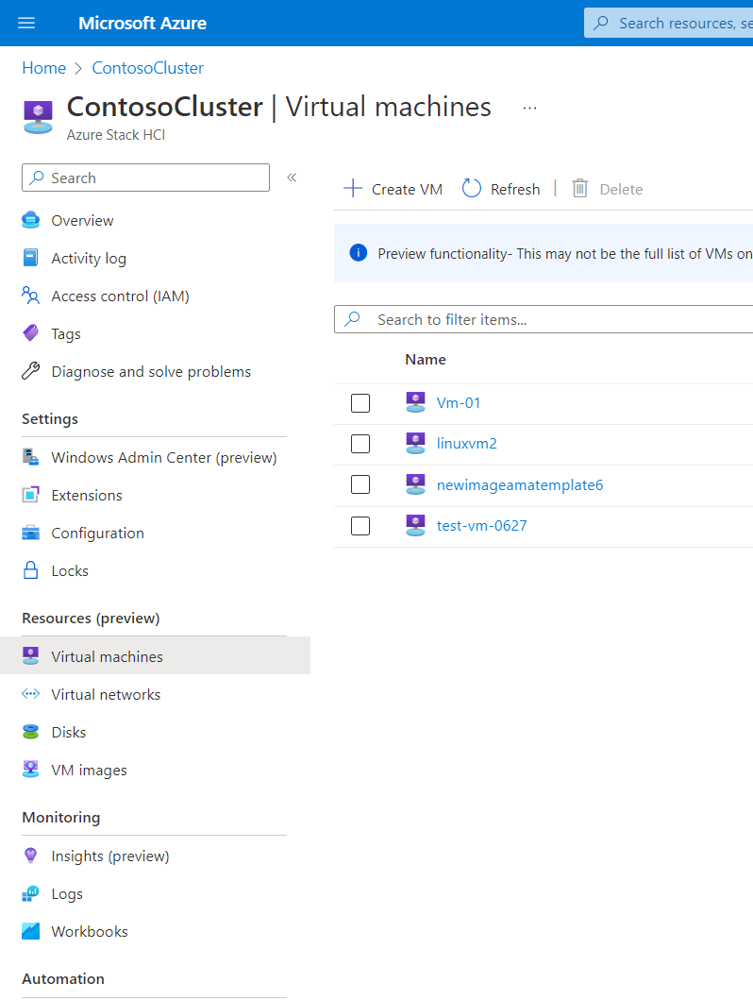 Microsoft Azure
Search resources, se
Home > ContosoCluster
ContosoCluster | Virtual machines ...
Azure Stack HCI
Search
«
Overview
Activity log
Access control (IAM)
Tags
Diagnose and solve problems
Settings
Windows Admin Center (preview)
Extensions
Configuration
Locks
Resources (preview)
Virtual machines
Virtual networks
Disks
VM images
Monitoring
Insights (preview)
Logs
Workbooks
Automation
Create VM Refresh | Delete
Preview functionality- This may not be the full list of VMs on
Search to filter items...
Name
Vm-01
linuxvm2
newimageamatemplate6
test-vm-0627